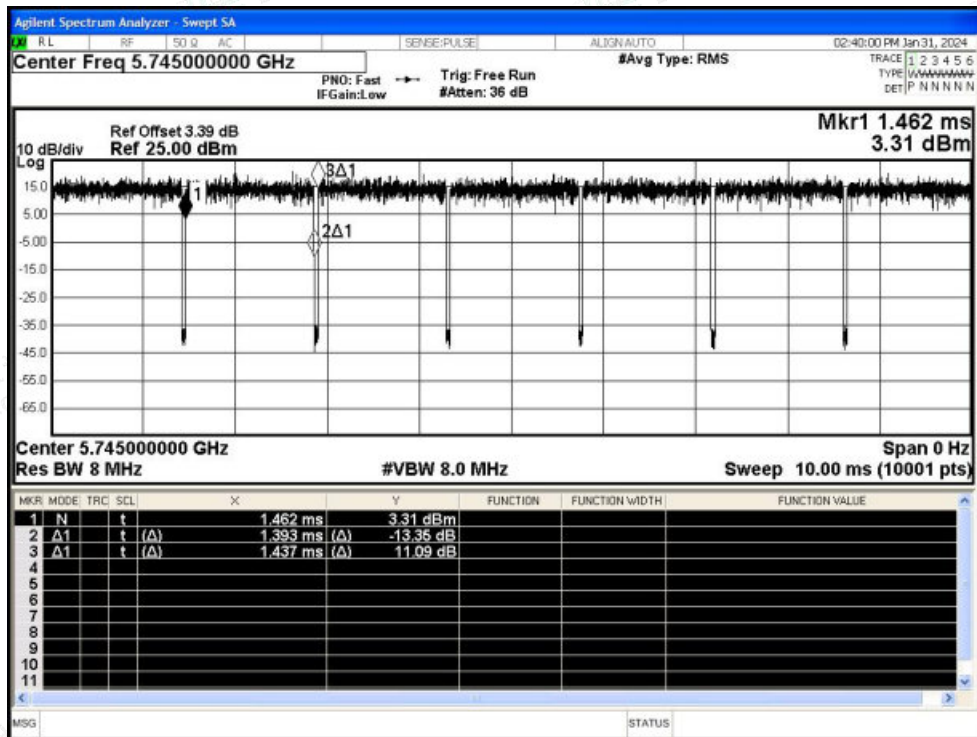 Agilent Spectrum Analyzer - Swept SA
RL RF 50 Ω AC SENSE:PULSE ALIGNAUTO 02:40:00 PM Jan 31, 2024
Center Freq 5.745000000 GHz #Avg Type: RMS TRACE 1 2 3 4 5 6
PNO: Fast Trig: Free Run TYPE
IFGain:Low #Atten: 36 dB DET P N N N N N
Mkr1 1.462 ms
Ref Offset 3.39 dB
10 dB/div Ref 25.00 dBm 3.31 dBm
Log
3Δ1
15.0
1
5.00
2Δ1
-5.00
-15.0
-25.0
-35.0
-45.0
-55.0
-65.0
Center 5.745000000 GHz Span 0 Hz
Res BW 8 MHz #VBW 8.0 MHz Sweep 10.00 ms (10001 pts)
MKR MODE TRC SCL X Y FUNCTION FUNCTION WIDTH FUNCTION VALUE
1 N t 1.462 ms 3.31 dBm
2 Δ1 t (Δ) 1.393 ms (Δ) -13.35 dB
3 Δ1 t (Δ) 1.437 ms (Δ) 11.09 dB
4
5
6
7
8
9
10
11
MSG STATUS